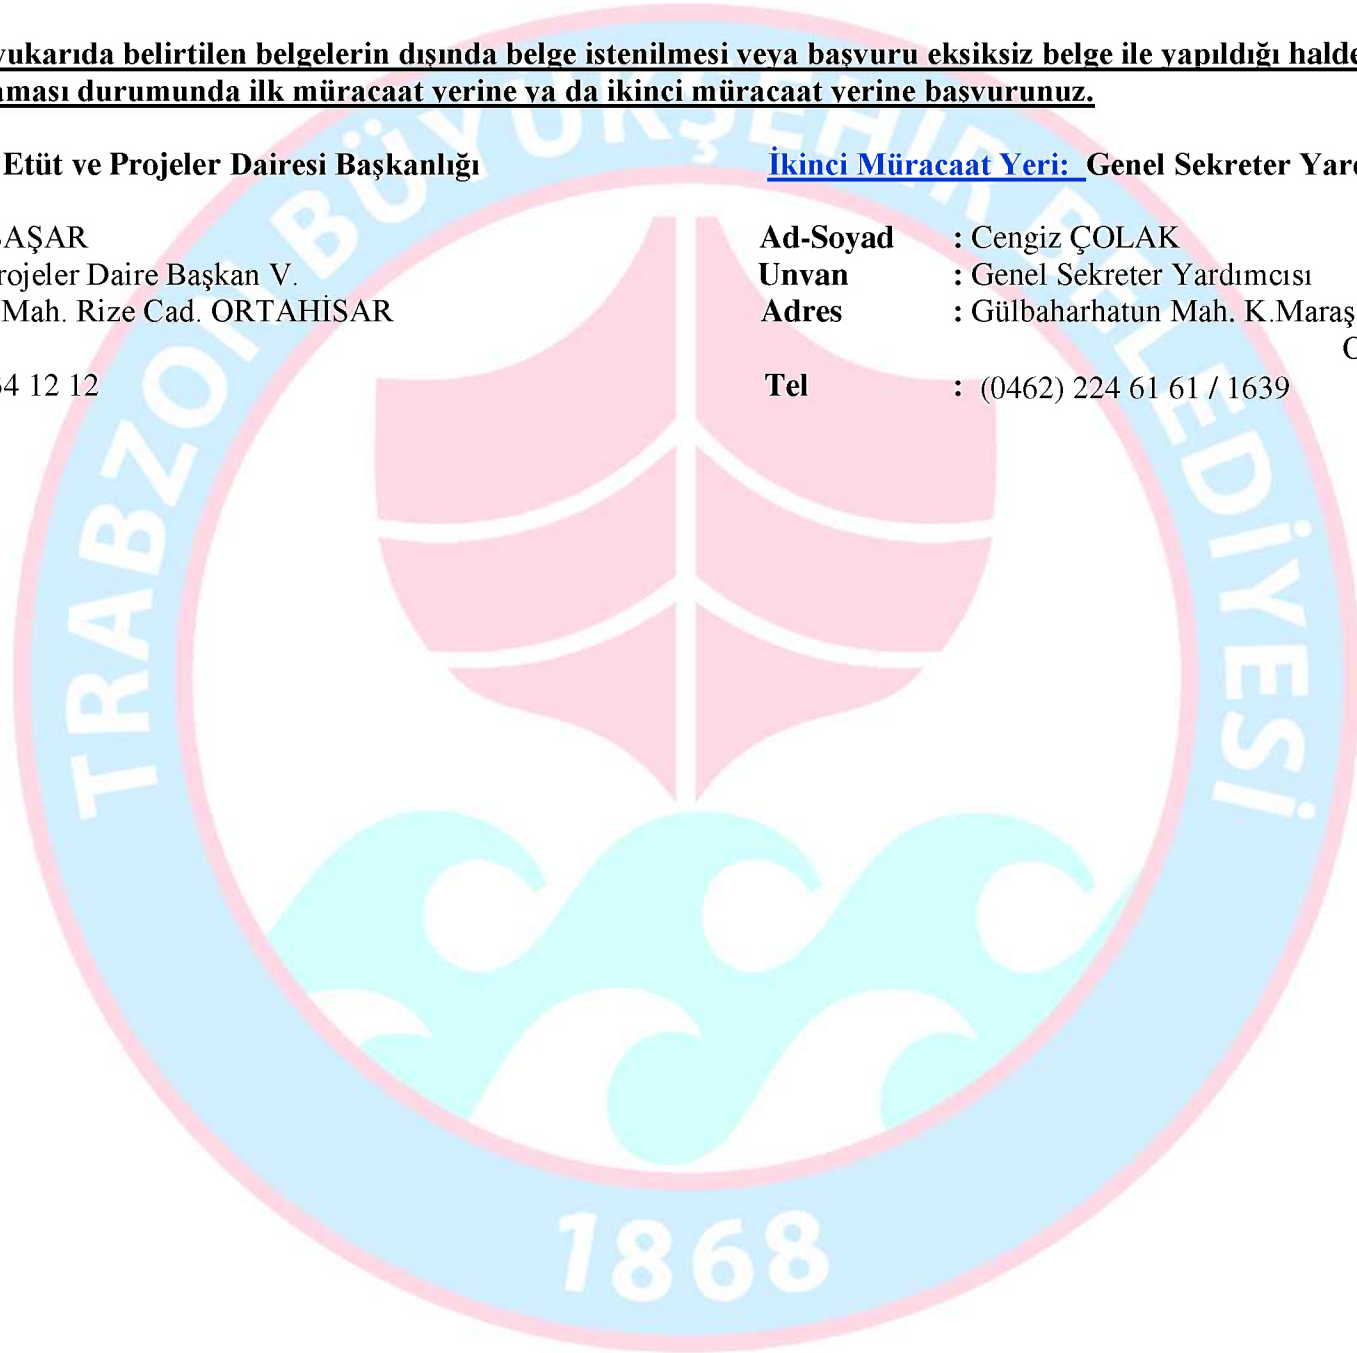 yukarıda belirtilen belgelerin dışında belge istenilmesi veya başvuru eksiksiz belge ile yapıldığı halde
ması durumunda ilk müracaat yerine ya da ikinci müracaat yerine başvurunuz.
Etüt ve Projeler Dairesi Başkanlığı
AŞAR
rojeler Daire Başkan V.
Mah. Rize Cad. ORTAHİSAR
4 12 12
İkinci Müracaat Yeri: Genel Sekreter Yard
Ad-Soyad : Cengiz ÇOLAK
Unvan : Genel Sekreter Yardımcısı
Adres : Gülbaharhatun Mah. K.Maraş
Tel : (0462) 224 61 61 / 1639
TRABZON BÜYÜKŞEHİR BELEDİYESİ
1868